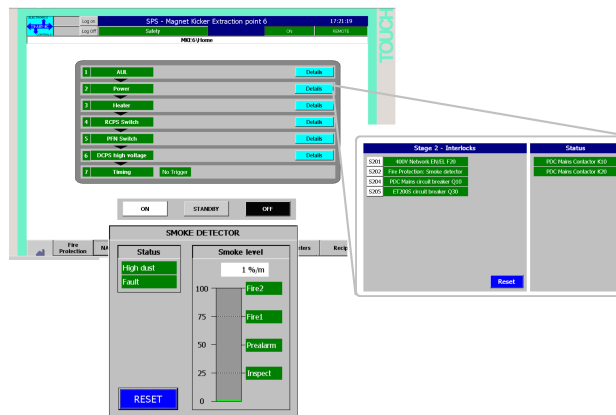 Log on
SPS - Magnet Kicker Extraction point 6
17:21:19
Log off
Safety
ON
REMOTE
MKE6\Home
TOUCH
1 AUL Details
2 Power Details
3 Heater Details
4 RCPS Switch Details
5 PFN Switch Details
6 DCPS high voltage Details
7 Timing No Trigger
ON STANDBY OFF
Fire
Protection
Stage 2 - Interlocks
S201 400V Network EN/EL F20
S202 Fire Protection: Smoke detector
S204 PDC Mains circuit breaker Q10
S205 ET200S circuit breaker Q30
Reset
Status
PDC Mains Contactor K10
PDC Mains Contactor K20
SMOKE DETECTOR
Status
High dust
Fault
RESET
Smoke level
1 %/m
100 Fire2
75 Fire1
50 Prealarm
25 Inspect
0